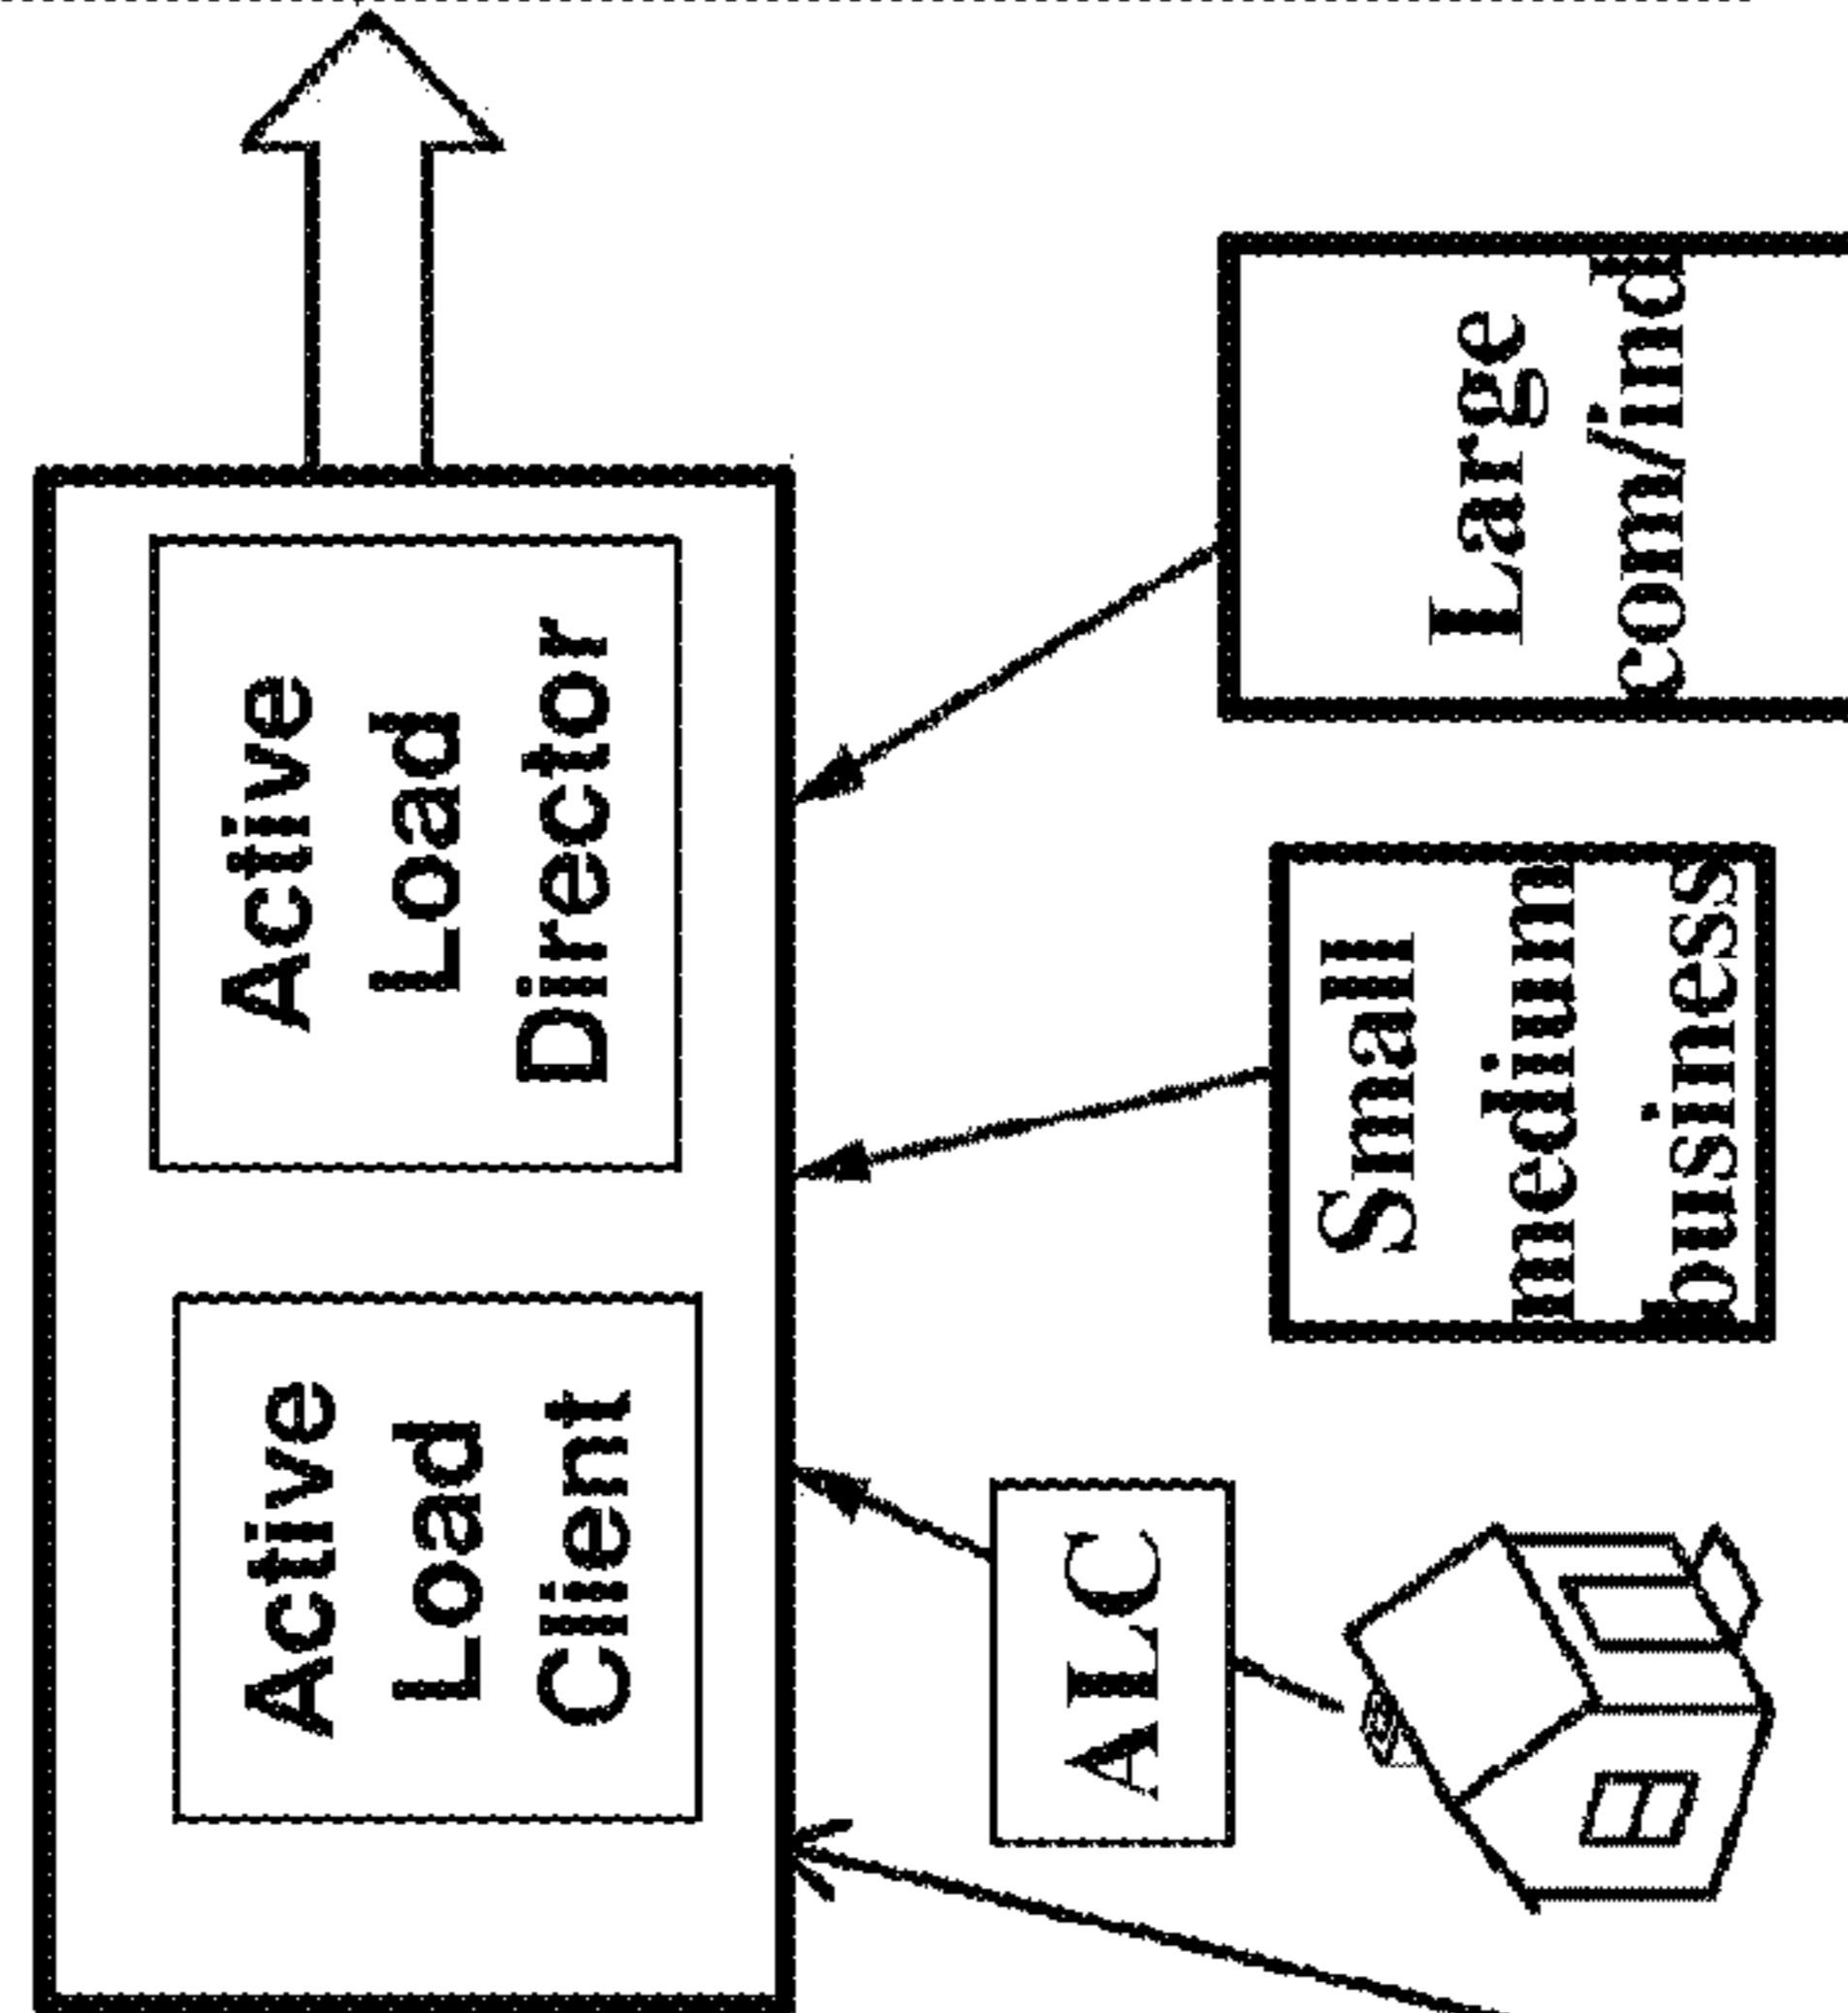 Active
Load
Client
Active
Load
Director
ALC
Small
medium
business
Large
com/ind